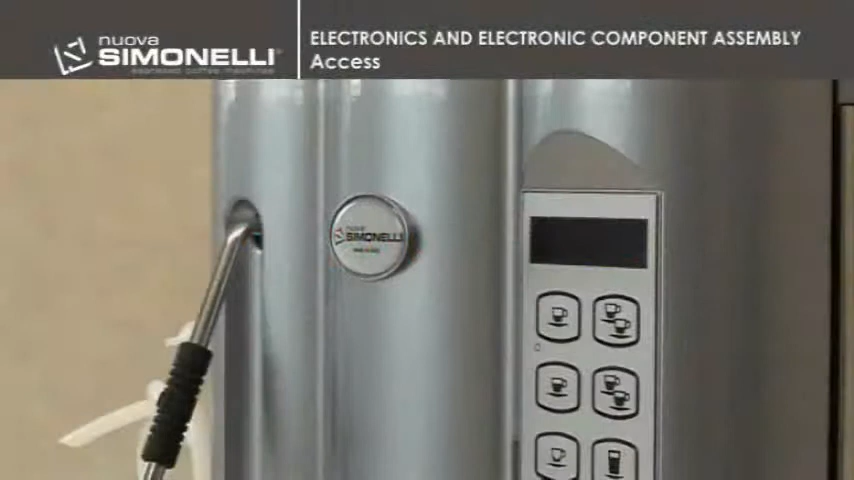 nuova
SIMONELLI
espresso coffee machines
ELECTRONICS AND ELECTRONIC COMPONENT ASSEMBLY
Access
SIMONELLI